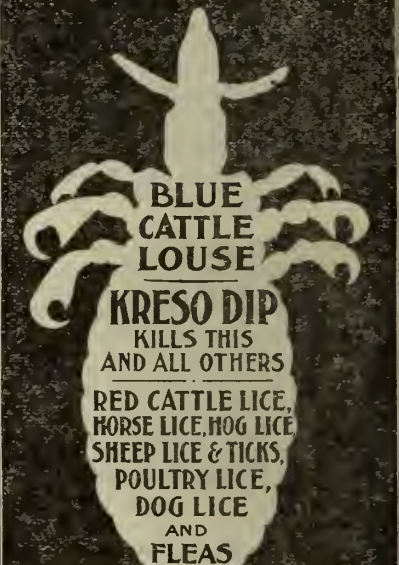 BLUE
CATTLE
LOUSE
KRESO DIP
KILLS THIS
AND ALL OTHERS
RED CATTLE LICE,
HORSE LICE, HOG LICE
SHEEP LICE & TICKS,
POULTRY LICE,
DOG LICE
AND
FLEAS